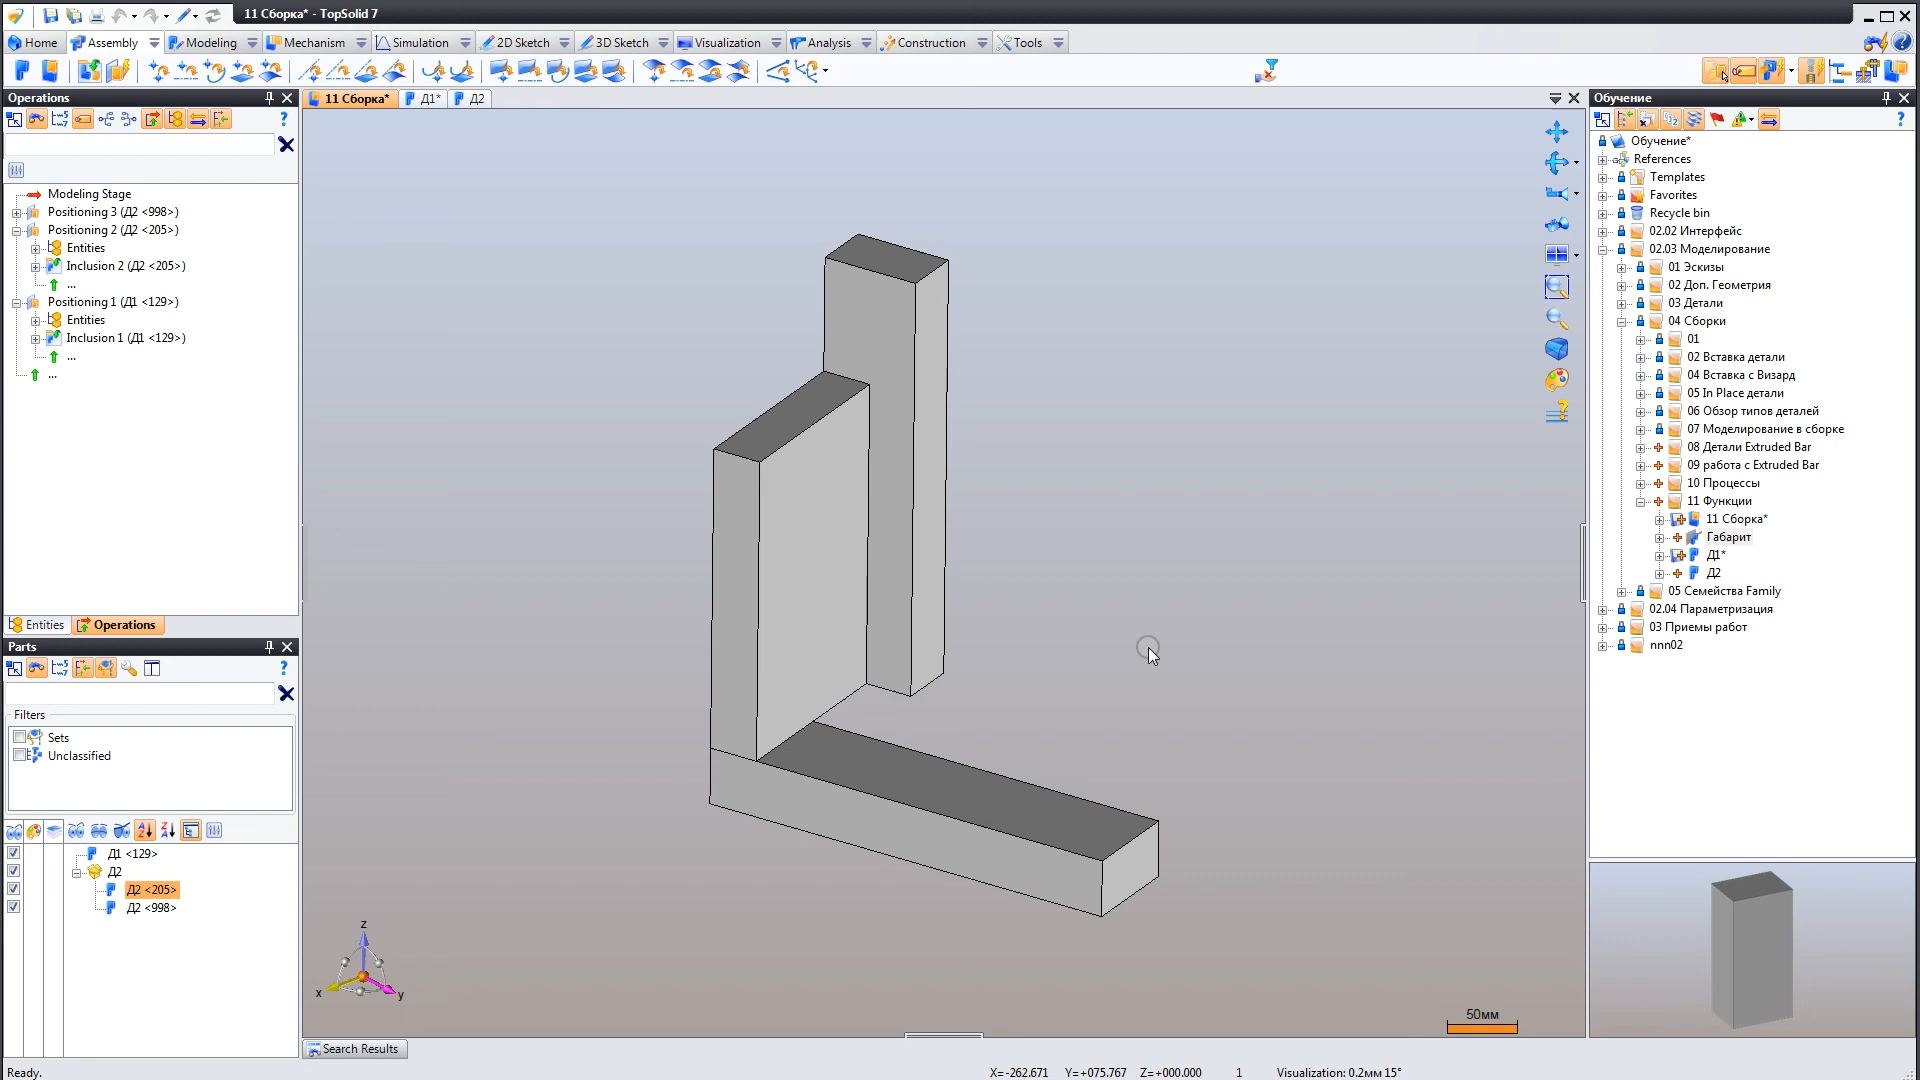 11 Сборка* - TopSolid 7
Home Assembly Modeling Mechanism Simulation 2D Sketch 3D Sketch Visualization Analysis Construction Tools
Operations
Modeling Stage
Positioning 3 (Д2 <998>)
Positioning 2 (Д2 <205>)
Entities
Inclusion 2 (Д2 <205>)
...
Positioning 1 (Д1 <129>)
Entities
Inclusion 1 (Д1 <129>)
...
...
Entities Operations
Parts
Filters
Sets
Unclassified
Д1 <129>
Д2
Д2 <205>
Д2 <998>
Ready.
11 Сборка* Д1* Д2
z
x
y
50мм
Search Results
X=-262.671 Y=+075.767 Z=+000.000 1 Visualization: 0.2мм 15°
Обучение
Обучение*
References
Templates
Favorites
Recycle bin
02.02 Интерфейс
02.03 Моделирование
01 Эскизы
02 Доп. Геометрия
03 Детали
04 Сборки
01
02 Вставка детали
04 Вставка с Визард
05 In Place детали
06 Обзор типов деталей
07 Моделирование в сборке
08 Детали Extruded Bar
09 работа с Extruded Bar
10 Процессы
11 Функции
11 Сборка*
Габарит
Д1*
Д2
05 Семейства Family
02.04 Параметризация
03 Приемы работ
nnn02